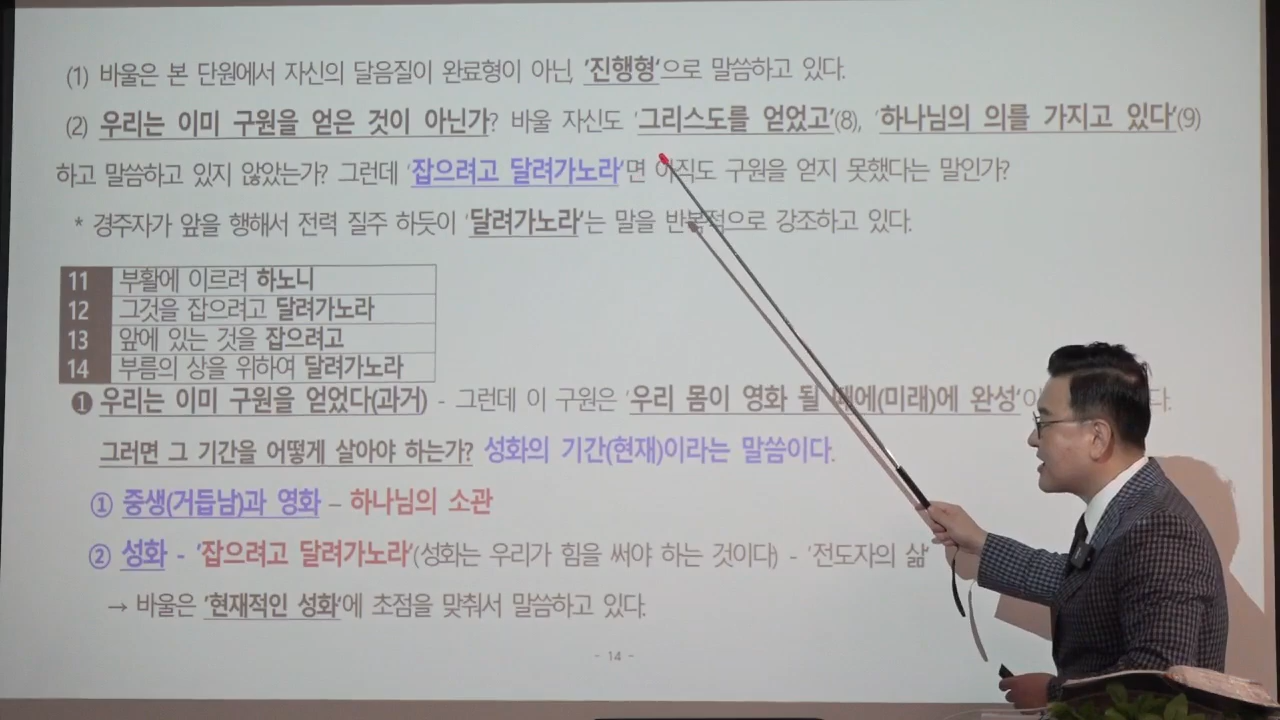 (1) 바울은 본 단원에서 자신의 달음질이 완료형이 아닌, '진행형'으로 말씀하고 있다.
(2) 우리는 이미 구원을 얻은 것이 아닌가? 바울 자신도 '그리스도를 얻었고'(8), '하나님의 의를 가지고 있다'(9)
하고 말씀하고 있지 않았는가? 그런데 '잡으려고 달려가노라'면 아직도 구원을 얻지 못했다는 말인가?
* 경주자가 앞을 행해서 전력 질주 하듯이 '달려가노라'는 말을 반복적으로 강조하고 있다.
11 부활에 이르려 하노니
12 그것을 잡으려고 달려가노라
13 앞에 있는 것을 잡으려고
14 부름의 상을 위하여 달려가노라
❶ 우리는 이미 구원을 얻었다(과거) - 그런데 이 구원은 '우리 몸이 영화 될 때에(미래)에 완성'
그러면 그 기간을 어떻게 살아야 하는가? 성화의 기간(현재)이라는 말씀이다.
① 중생(거듭남)과 영화 – 하나님의 소관
② 성화 - '잡으려고 달려가노라'(성화는 우리가 힘을 써야 하는 것이다) - '전도자의 삶'
→ 바울은 '현재적인 성화'에 초점을 맞춰서 말씀하고 있다.
- 14 -